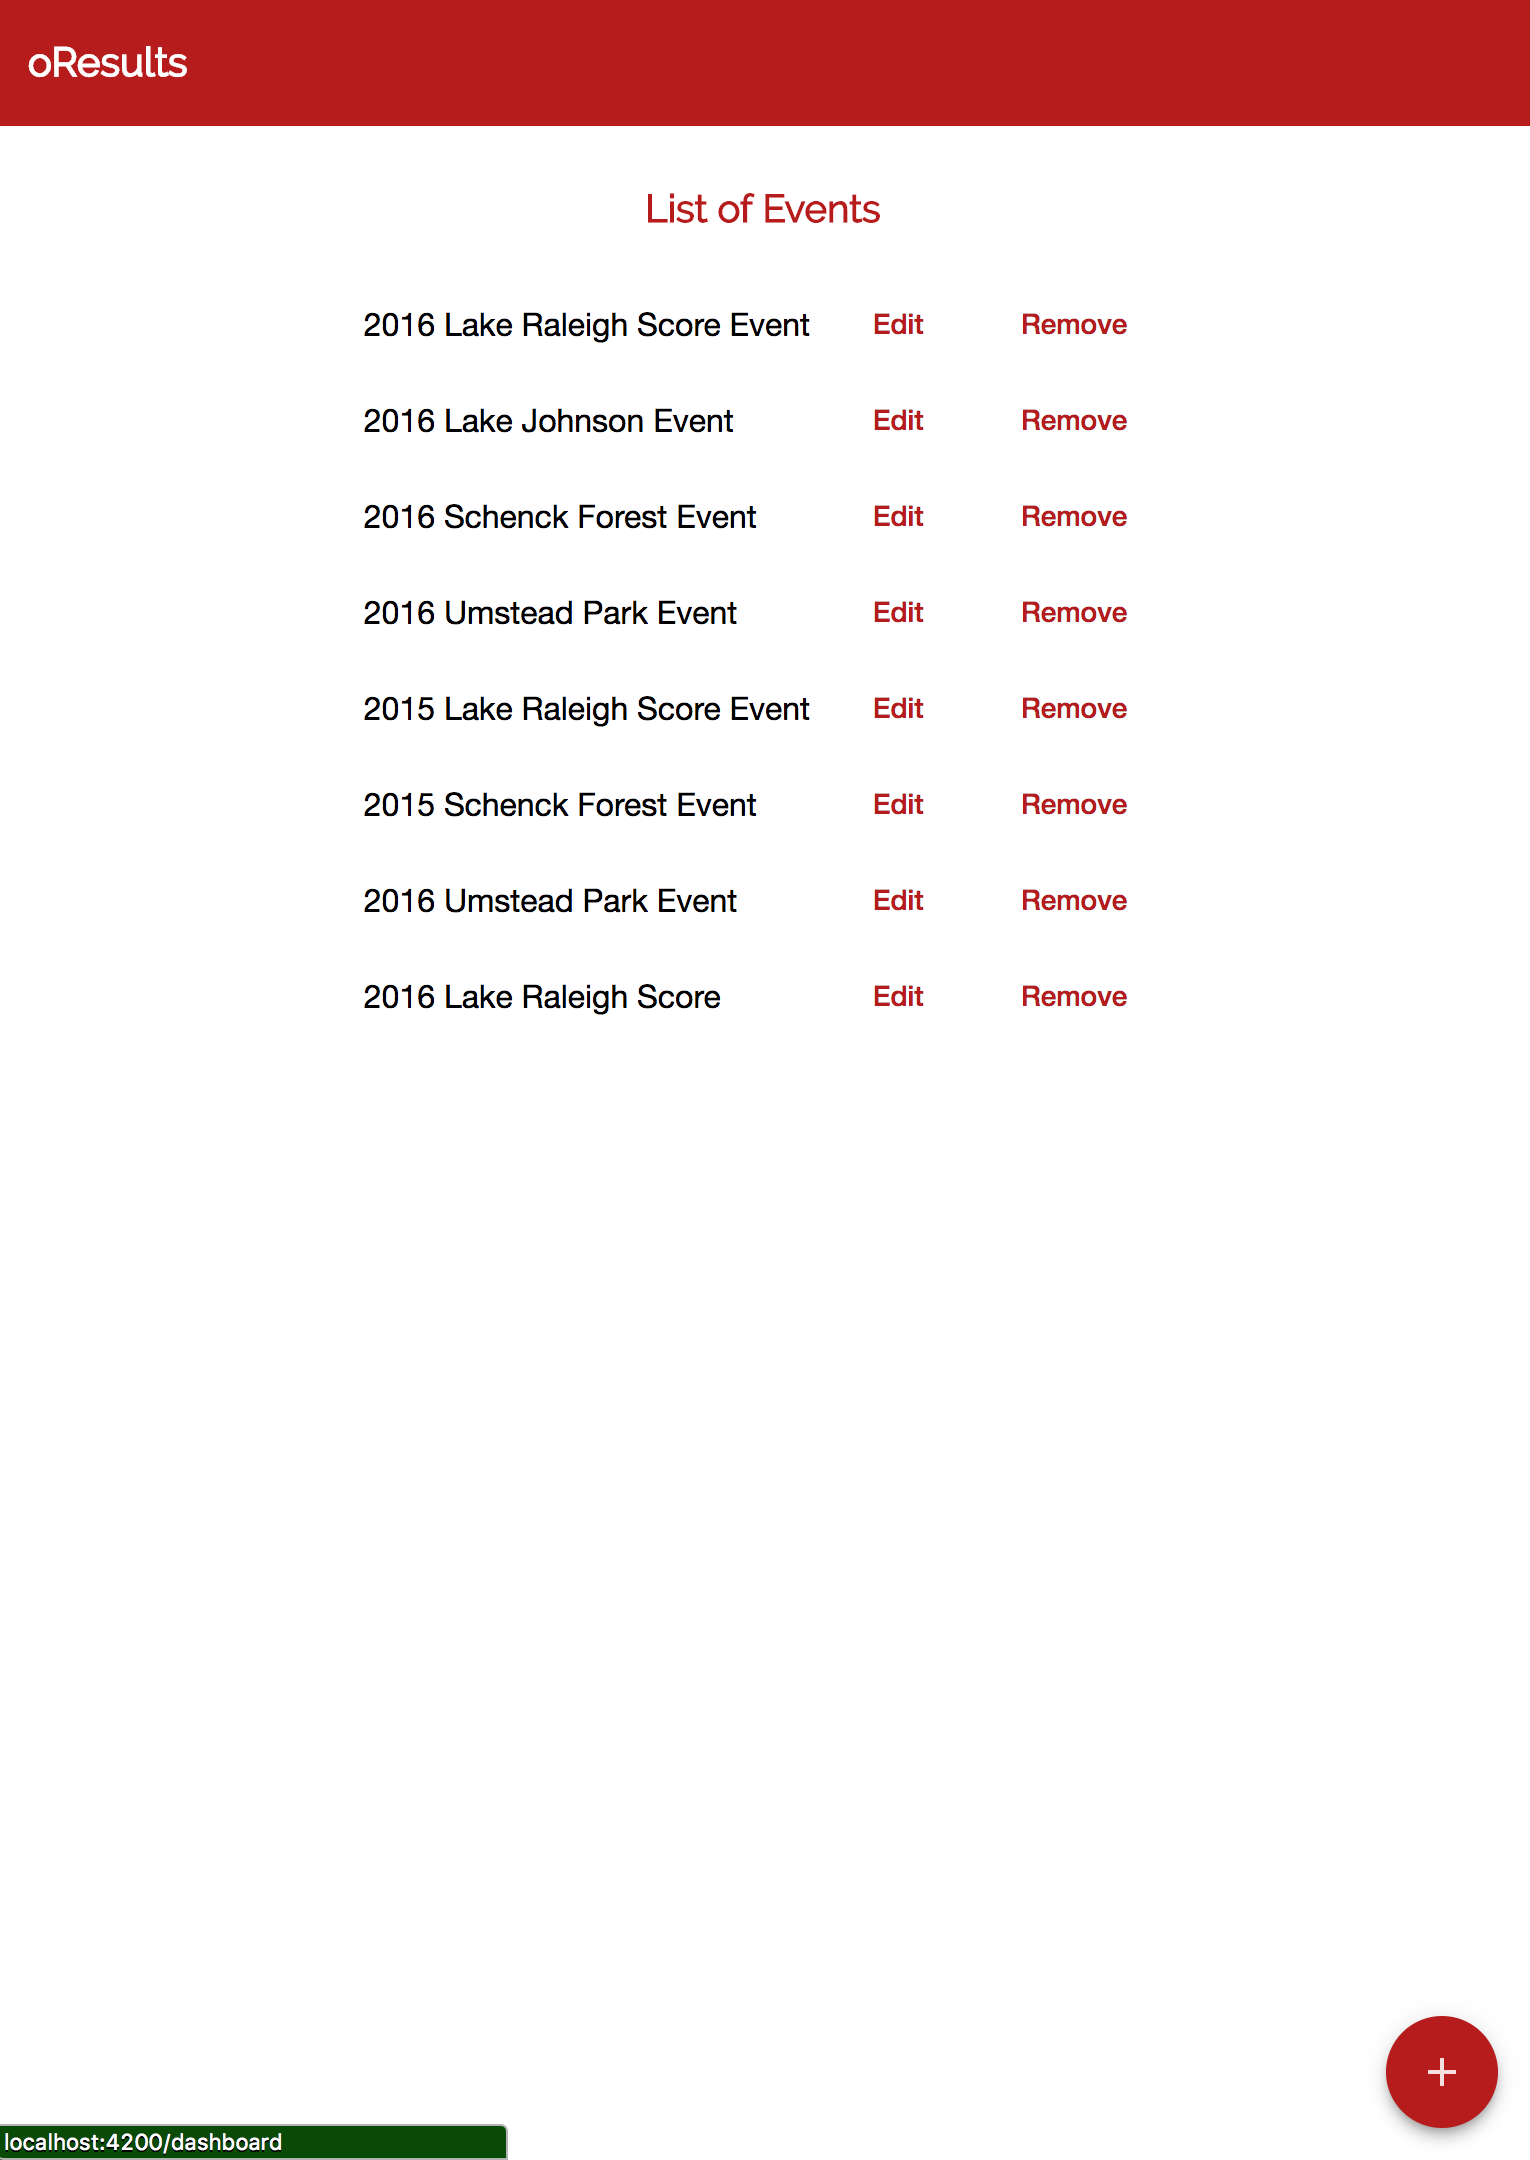 oResults
List of Events
2016 Lake Raleigh Score Event Edit Remove
2016 Lake Johnson Event Edit Remove
2016 Schenck Forest Event Edit Remove
2016 Umstead Park Event Edit Remove
2015 Lake Raleigh Score Event Edit Remove
2015 Schenck Forest Event Edit Remove
2016 Umstead Park Event Edit Remove
2016 Lake Raleigh Score Edit Remove
+
localhost:4200/dashboard